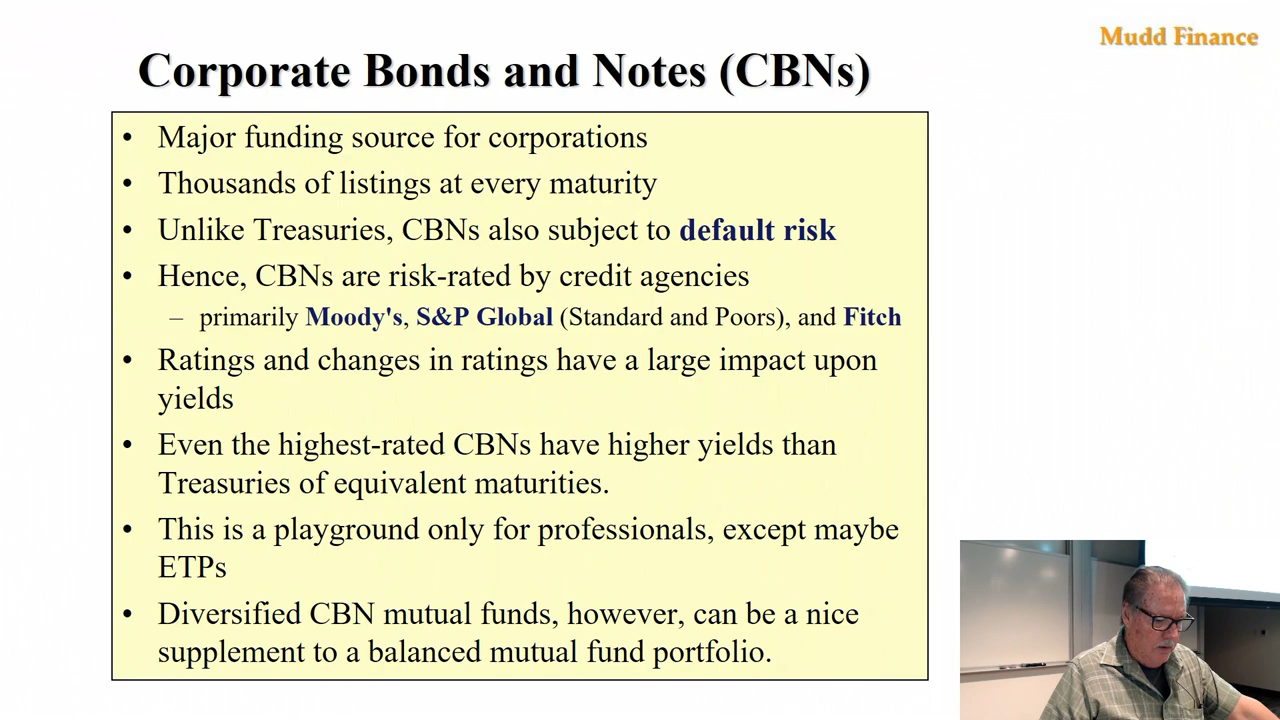 Mudd Finance
Corporate Bonds and Notes (CBNs)
• Major funding source for corporations
• Thousands of listings at every maturity
• Unlike Treasuries, CBNs also subject to default risk
• Hence, CBNs are risk-rated by credit agencies
– primarily Moody's, S&P Global (Standard and Poors), and Fitch
• Ratings and changes in ratings have a large impact upon
yields
• Even the highest-rated CBNs have higher yields than
Treasuries of equivalent maturities.
• This is a playground only for professionals, except maybe
ETPs
• Diversified CBN mutual funds, however, can be a nice
supplement to a balanced mutual fund portfolio.